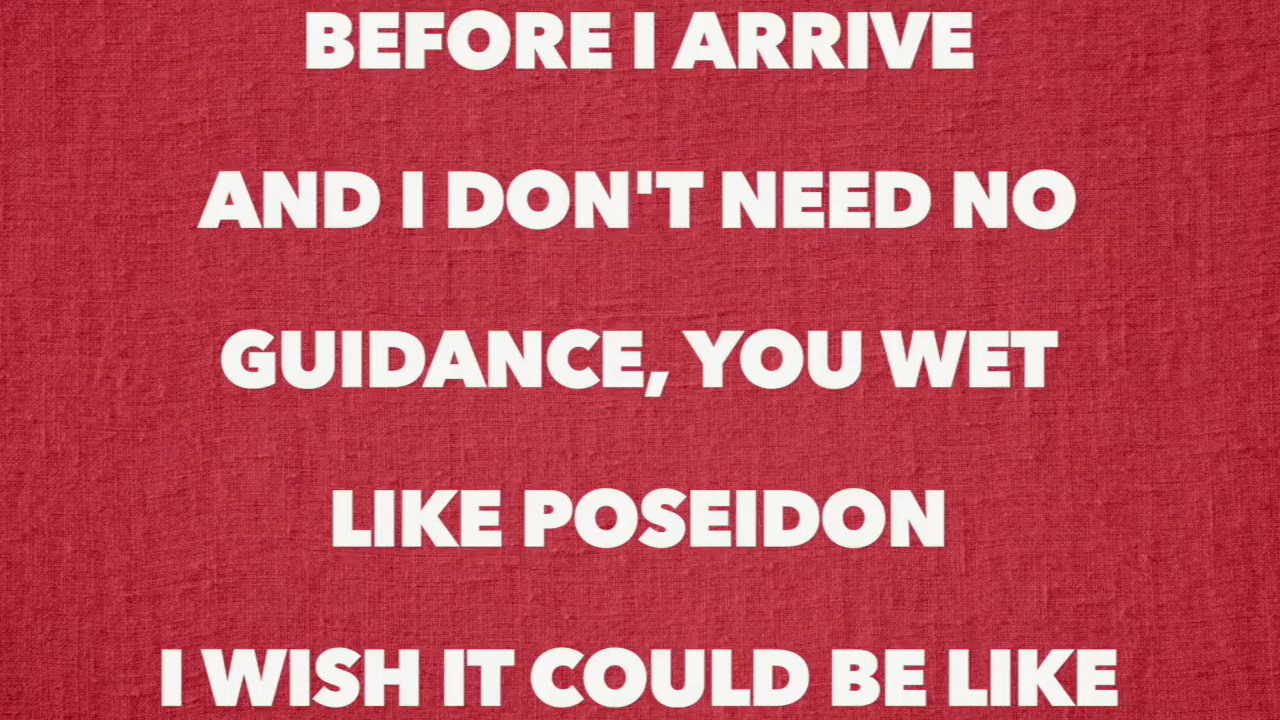 BEFORE I ARRIVE
AND I DON'T NEED NO
GUIDANCE, YOU WET
LIKE POSEIDON
I WISH IT COULD BE LIKE